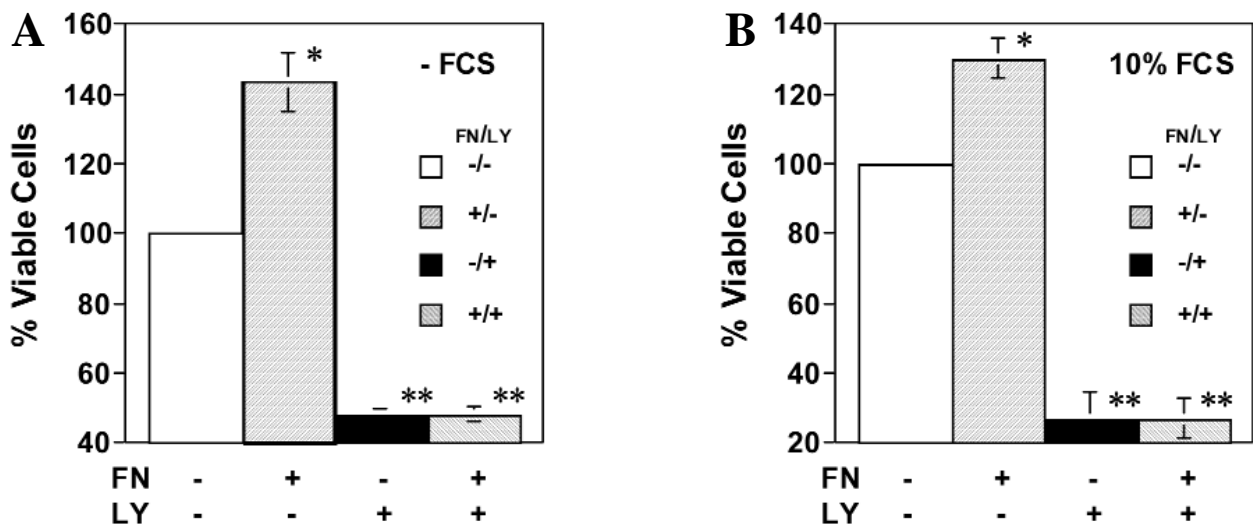 A
160
140
120
100
80
60
40
% Viable Cells
- FCS
*
FN/LY
-/-
+/-
-/+
+/+
** **
FN - + - +
LY - - + +
B
140
120
100
80
60
40
20
% Viable Cells
10% FCS
*
FN/LY
-/-
+/-
-/+
+/+
** **
FN - + - +
LY - - + +